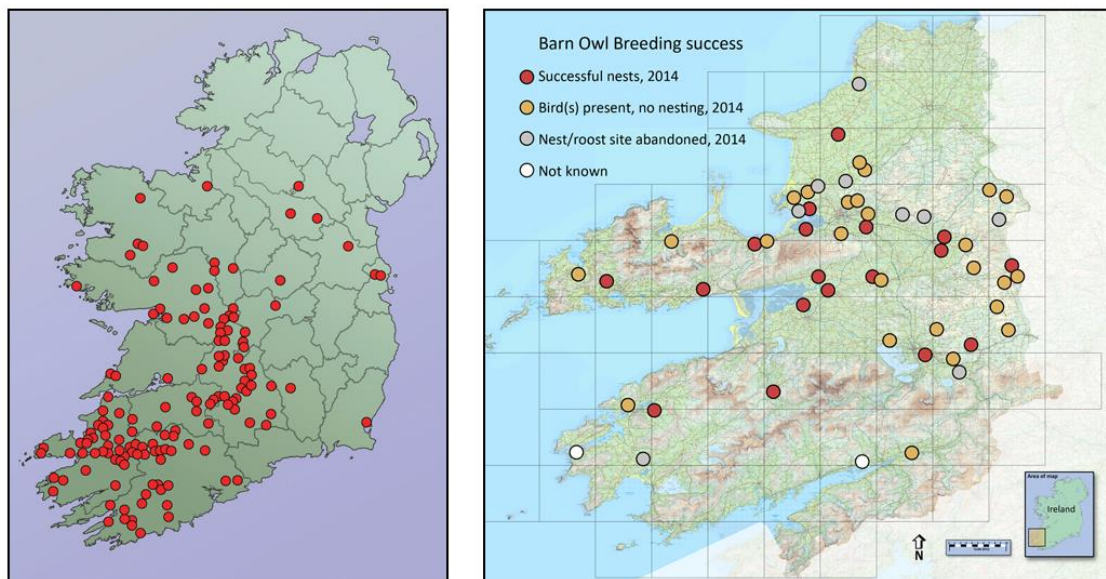 Barn Owl Breeding success
Successful nests, 2014
Bird(s) present, no nesting, 2014
Nest/roost site abandoned, 2014
Not known
Area of map
Ireland
N